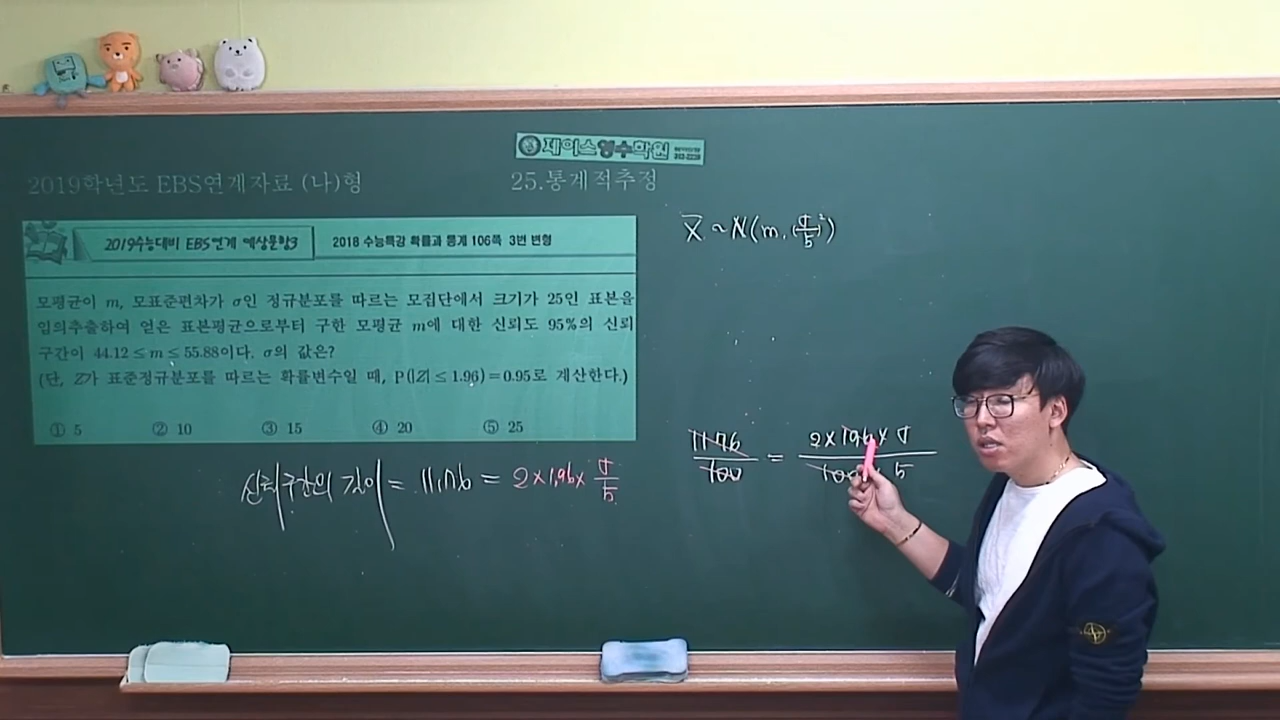 제이스영수학원
2019학년도 EBS연계자료 (나)형
25.통계적추정
2019수능대비 EBS연계 예상문항3
2018 수능특강 확률과 통계 106쪽 3번 변형
모평균이 m, 모표준편차가 σ인 정규분포를 따르는 모집단에서 크기가 25인 표본을
임의추출하여 얻은 표본평균으로부터 구한 모평균 m에 대한 신뢰도 95%의 신뢰
구간이 44.12 ≤ m ≤ 55.88이다. σ의 값은?
(단, Z가 표준정규분포를 따르는 확률변수일 때, P(|Z| ≤ 1.96) = 0.95로 계산한다.)
① 5 ② 10 ③ 15 ④ 20 ⑤ 25
X̄ ~ N(m, (σ/5)²)
신뢰구간의 길이 = 11.76 = 2×1.96× σ/5
1176/100 = 2×196×σ/100 5